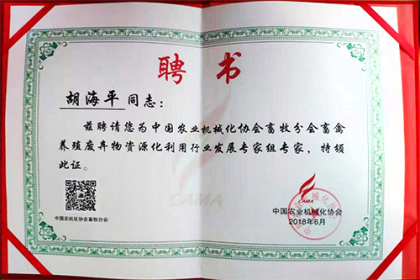 聘书
胡海平同志：
兹聘请您为中国农业机械化协会畜牧分会畜禽
养殖废弃物资源化利用行业发展专家组专家，特颁
此证。
CAMA
CAMA
中国农机化协会畜牧分会
中国农业机械化协会
2018年6月